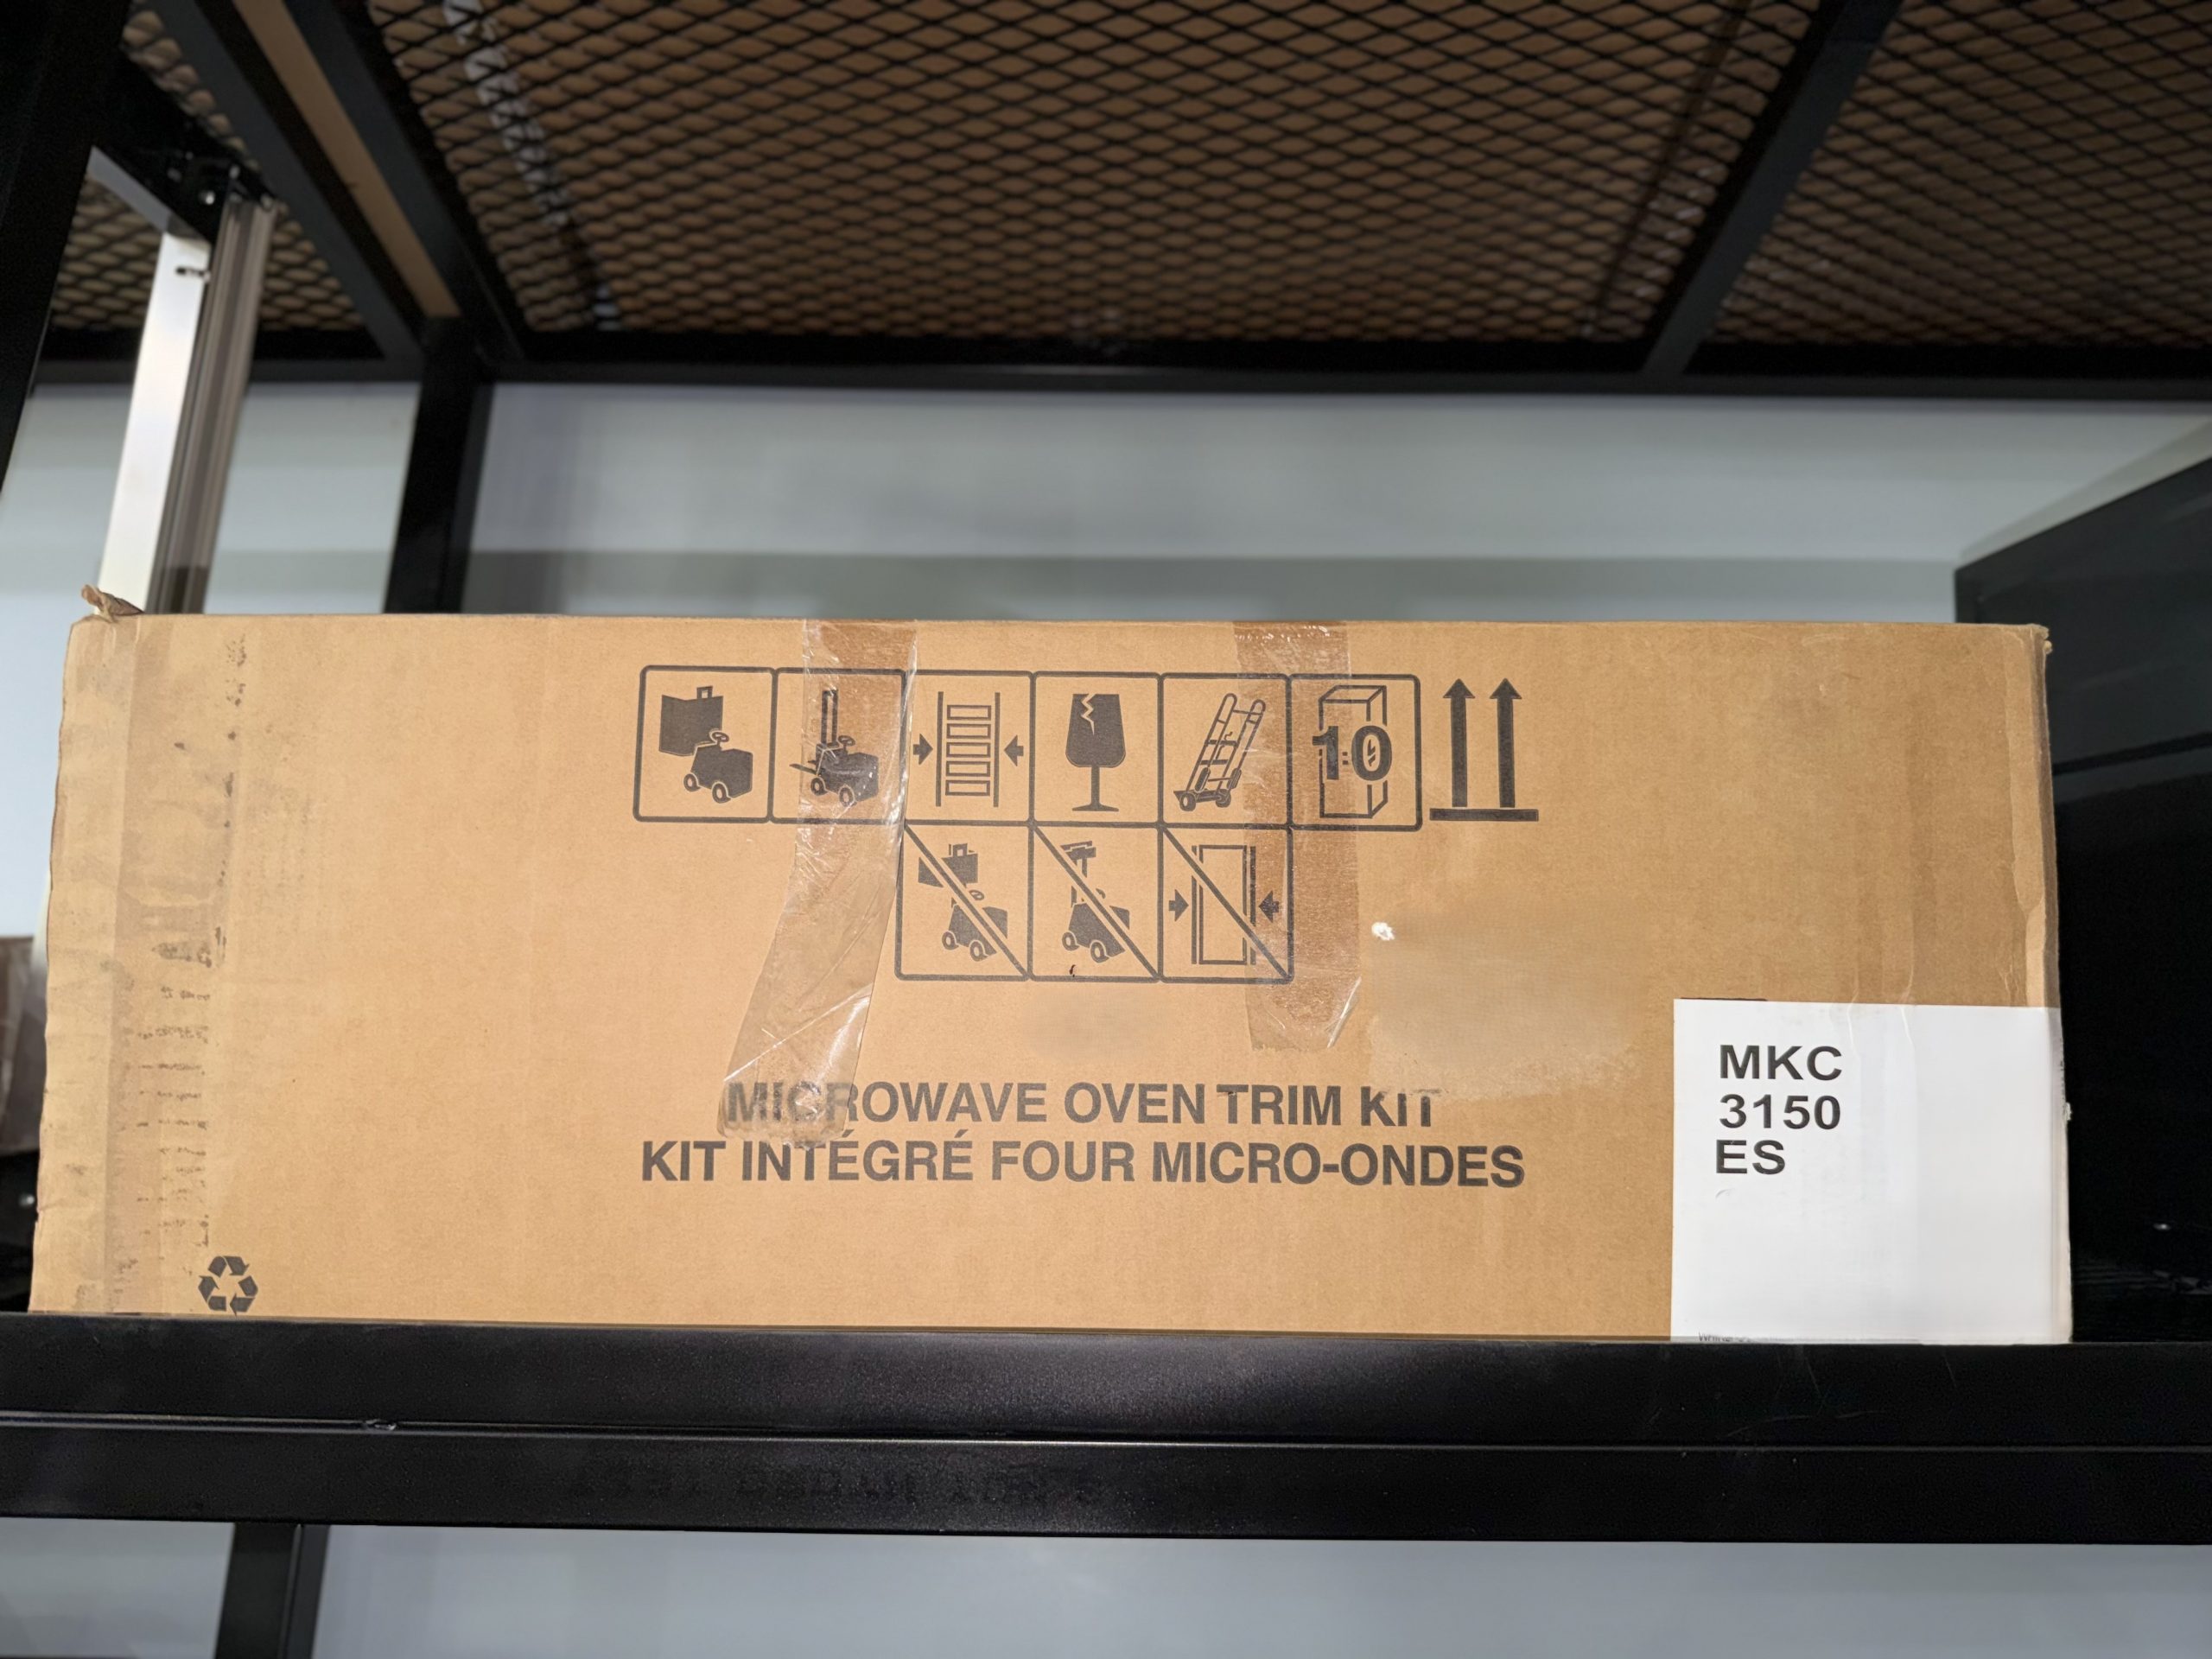 10
MICROWAVE OVEN TRIM KIT
KIT INTÉGRÉ FOUR MICRO-ONDES
MKC
3150
ES